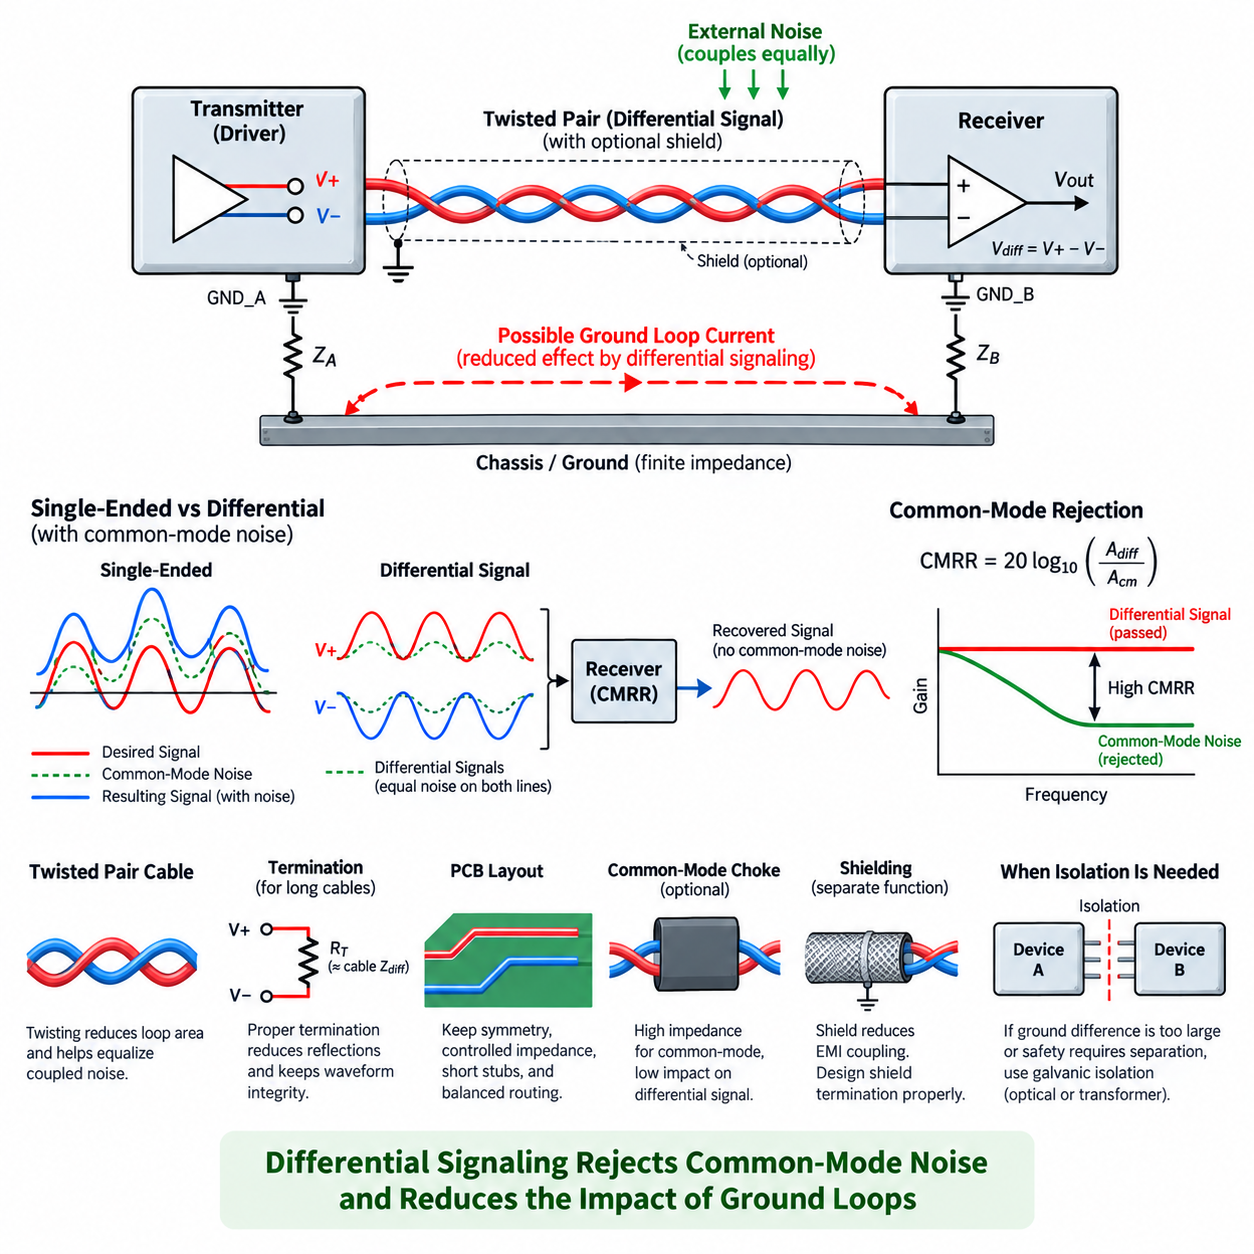 External Noise
(couples equally)
Transmitter
(Driver)
V+
V−
Twisted Pair (Differential Signal)
(with optional shield)
Shield (optional)
Receiver
+
−
Vout
Vdiff = V+ − V−
GND_A
GND_B
ZA
ZB
Possible Ground Loop Current
(reduced effect by differential signaling)
Chassis / Ground (finite impedance)
Single-Ended vs Differential
(with common-mode noise)
Single-Ended
Desired Signal
Common-Mode Noise
Resulting Signal (with noise)
Differential Signal
V+
V−
Differential Signals
(equal noise on both lines)
Receiver
(CMRR)
Recovered Signal
(no common-mode noise)
Common-Mode Rejection
CMRR = 20 log10 (Adiff / Acm)
Differential Signal
(passed)
Gain
High CMRR
Common-Mode Noise
(rejected)
Frequency
Twisted Pair Cable
Twisting reduces loop area
and helps equalize
coupled noise.
Termination
(for long cables)
V+
V−
RT
(≈ cable Zdiff)
Proper termination
reduces reflections
and keeps waveform
integrity.
PCB Layout
Keep symmetry,
controlled impedance,
short stubs, and
balanced routing.
Common-Mode Choke
(optional)
High impedance
for common-mode,
low impact on
differential signal.
Shielding
(separate function)
Shield reduces
EMI coupling.
Design shield
termination properly.
When Isolation Is Needed
Isolation
Device
A
Device
B
If ground difference is too large
or safety requires separation,
use galvanic isolation
(optical or transformer).
Differential Signaling Rejects Common-Mode Noise
and Reduces the Impact of Ground Loops